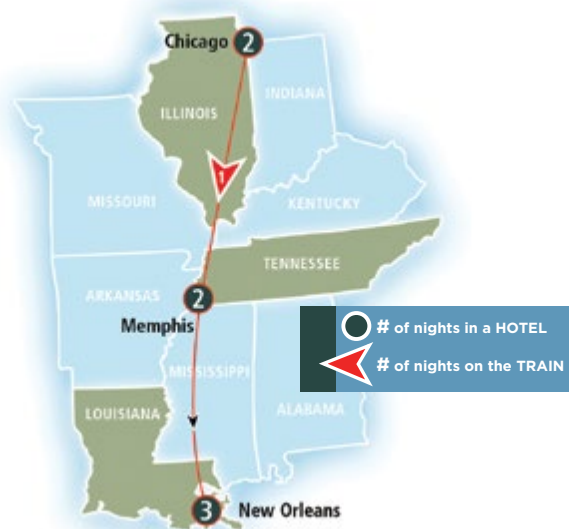 Chicago 2
INDIANA
ILLINOIS
1
MISSOURI
KENTUCKY
TENNESSEE
ARKANSAS
2
Memphis
# of nights in a HOTEL
# of nights on the TRAIN
MISSISSIPPI
ALABAMA
LOUISIANA
3 New Orleans